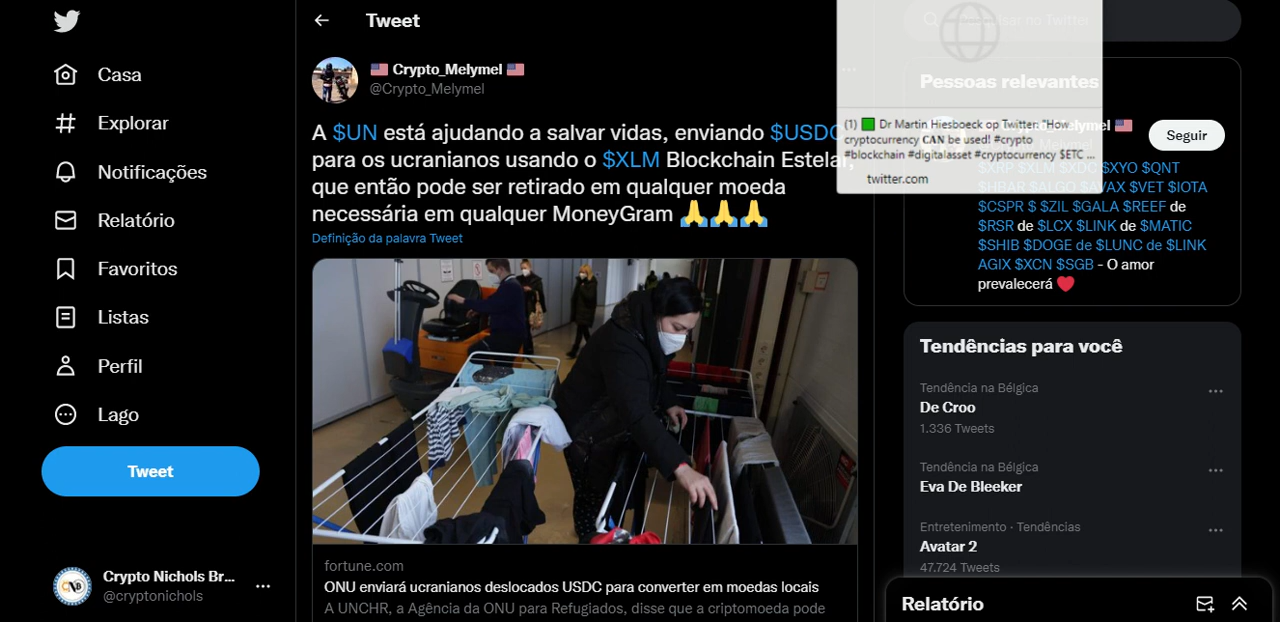 Casa
Explorar
Notificações
Relatório
Favoritos
Listas
Perfil
Lago
Tweet
Crypto Nichols Br...
@cryptonichols
Tweet
Crypto_Melymel
@Crypto_Melymel
A $UN está ajudando a salvar vidas, enviando $USDC
para os ucranianos usando o $XLM Blockchain Estelar,
que então pode ser retirado em qualquer moeda
necessária em qualquer MoneyGram
Definição da palavra Tweet
fortune.com
ONU enviará ucranianos deslocados USDC para converter em moedas locais
A UNCHR, a Agência da ONU para Refugiados, disse que a criptomoeda pode
Pesquisar no Twitter
Pessoas relevantes
(1) Dr Martin Hiesboeck op Twitter: "How
cryptocurrency CAN be used! #crypto
#blockchain #digitalasset #cryptocurrency $ETC ...
twitter.com
Seguir
$XRP $XLM $XDC $XYO $QNT
$HBAR $ALGO $AVAX $VET $IOTA
$CSPR $ $ZIL $GALA $REEF de
$RSR de $LCX $LINK de $MATIC
$SHIB $DOGE de $LUNC de $LINK
AGIX $XCN $SGB - O amor
prevalecerá
Tendências para você
Tendência na Bélgica
De Croo
1.336 Tweets
Tendência na Bélgica
Eva De Bleeker
Entretenimento · Tendências
Avatar 2
47.724 Tweets
Relatório